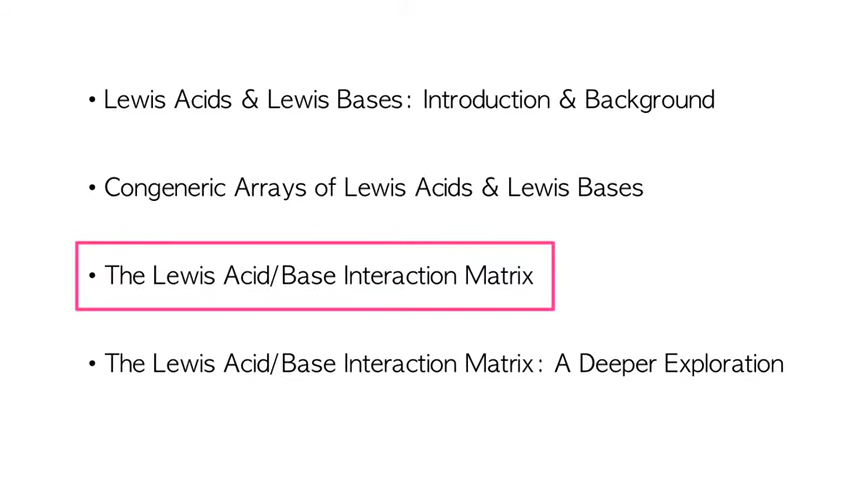 • Lewis Acids & Lewis Bases: Introduction & Background
• Congeneric Arrays of Lewis Acids & Lewis Bases
• The Lewis Acid/Base Interaction Matrix
• The Lewis Acid/Base Interaction Matrix: A Deeper Exploration